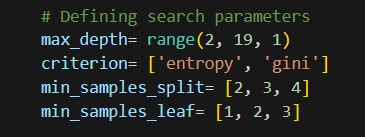 # Defining search parameters
max_depth= range(2, 19, 1)
criterion= ['entropy', 'gini']
min_samples_split= [2, 3, 4]
min_samples_leaf= [1, 2, 3]